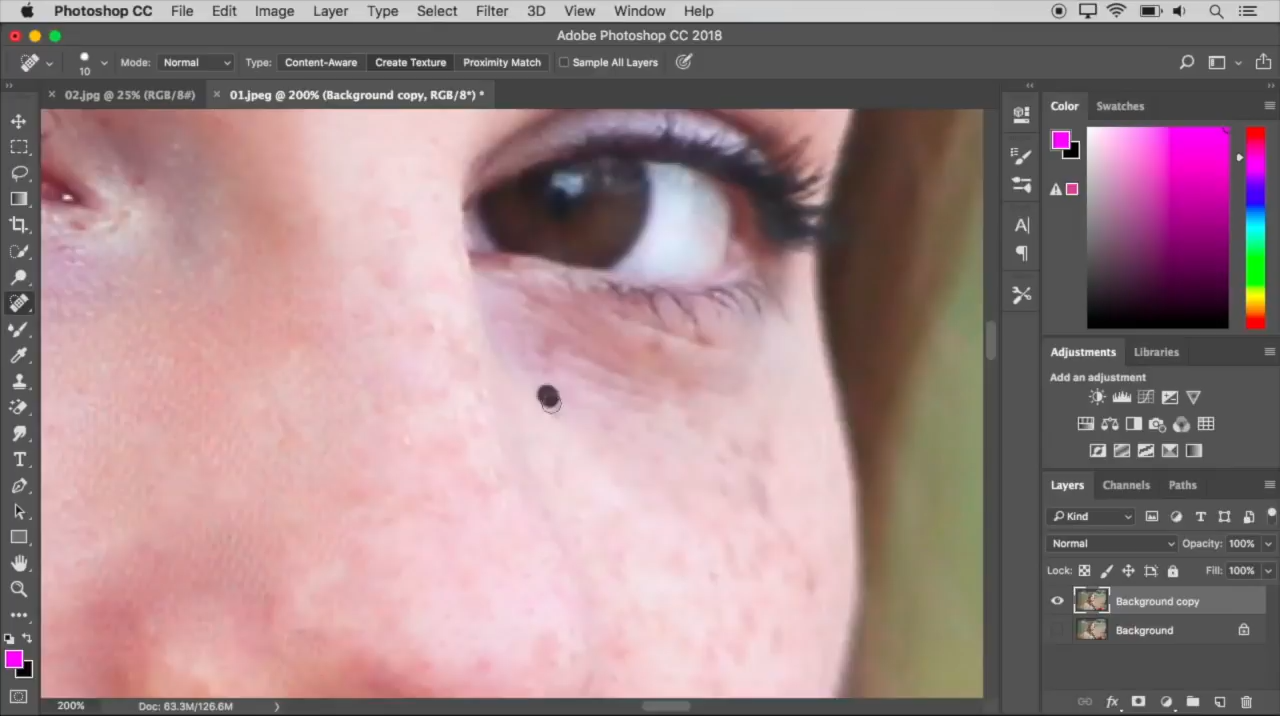 Photoshop CC File Edit Image Layer Type Select Filter 3D View Window Help
Adobe Photoshop CC 2018
10 Mode: Normal Type: Content-Aware Create Texture Proximity Match Sample All Layers
× 02.jpg @ 25% (RGB/8#) × 01.jpeg @ 200% (Background copy, RGB/8*) *
Color Swatches
Adjustments Libraries
Add an adjustment
Layers Channels Paths
Kind
Normal Opacity: 100%
Lock: Fill: 100%
Background copy
Background
200% Doc: 63.3M/126.6M